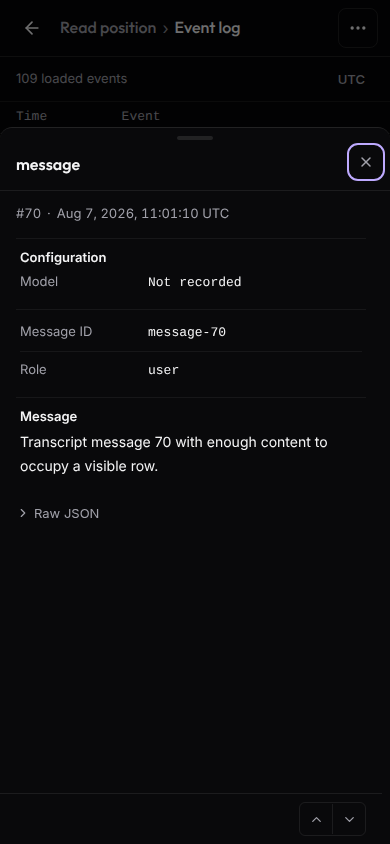 Read position › Event log
109 loaded events UTC
Time Event
message
#70 · Aug 7, 2026, 11:01:10 UTC
Configuration
Model Not recorded
Message ID message-70
Role user
Message
Transcript message 70 with enough content to
occupy a visible row.
Raw JSON